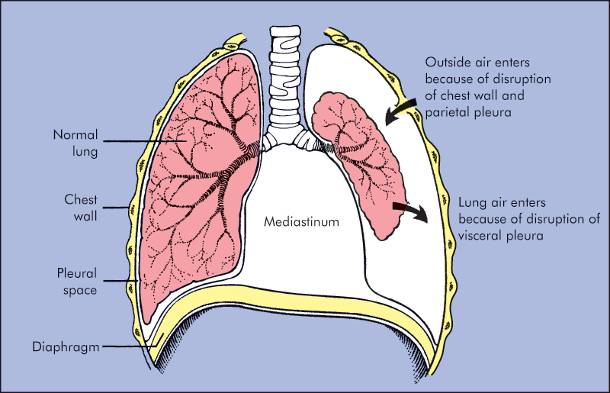 Outside air enters
because of disruption
of chest wall and
parietal pleura
Normal
lung
Chest
wall
Mediastinum
Lung air enters
because of disruption of
visceral pleura
Pleural
space
Diaphragm